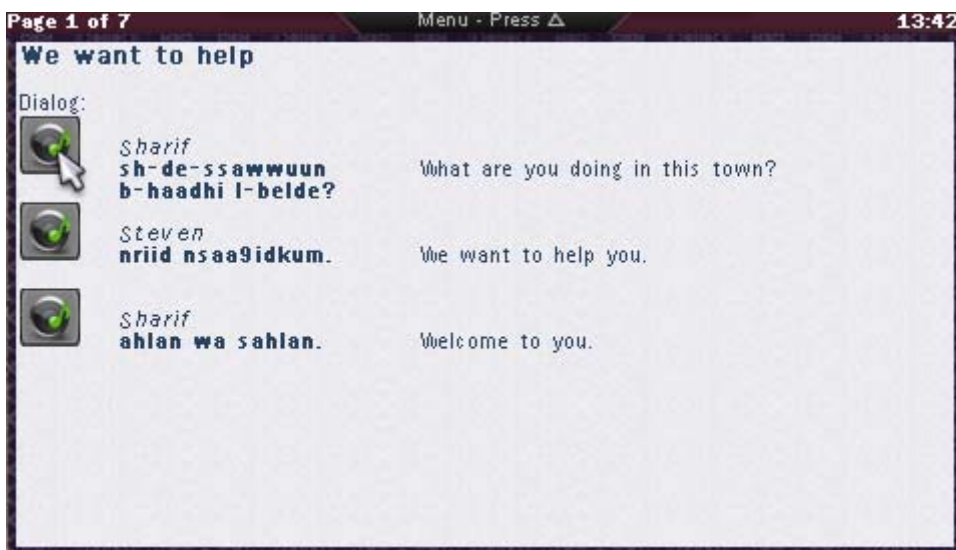 Page 1 of 7 Menu - Press △ 13:42
We want to help
Dialog:
Sharif
sh-de-ssawwuun What are you doing in this town?
b-haadhi l-belde?
Steven
nriid nsaa9idkum. We want to help you.
Sharif
ahlan wa sahlan. Welcome to you.